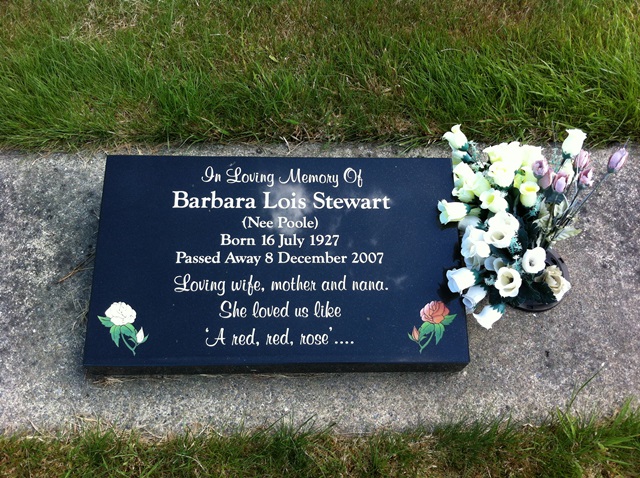 In Loving Memory Of
Barbara Lois Stewart
(Nee Poole)
Born 16 July 1927
Passed Away 8 December 2007
Loving wife, mother and nana.
She loved us like
'A red, red, rose'....